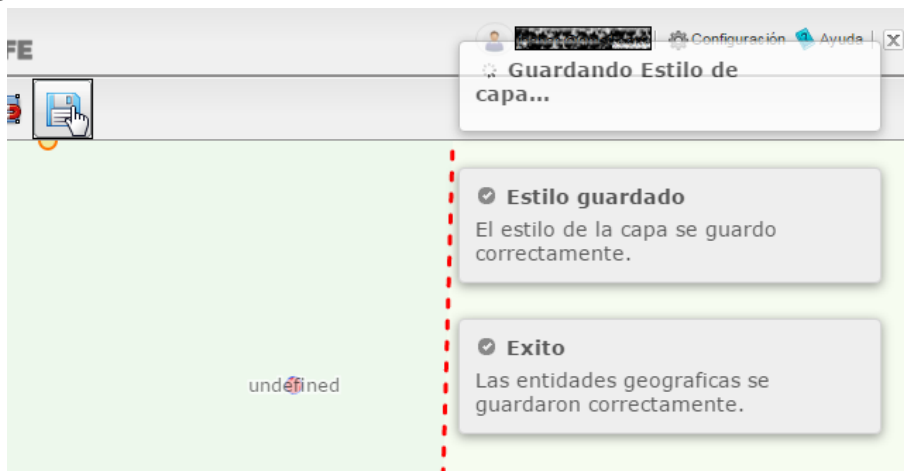 FE
Configuración Ayuda
Guardando Estilo de
capa...
Estilo guardado
El estilo de la capa se guardo
correctamente.
Exito
Las entidades geograficas se
guardaron correctamente.
undefined